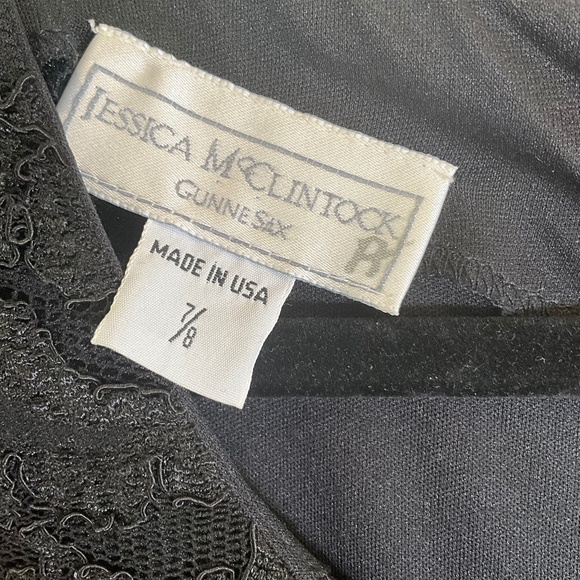 JESSICA MCCLINTOCK
GUNNE SAX
MADE IN USA
7/8